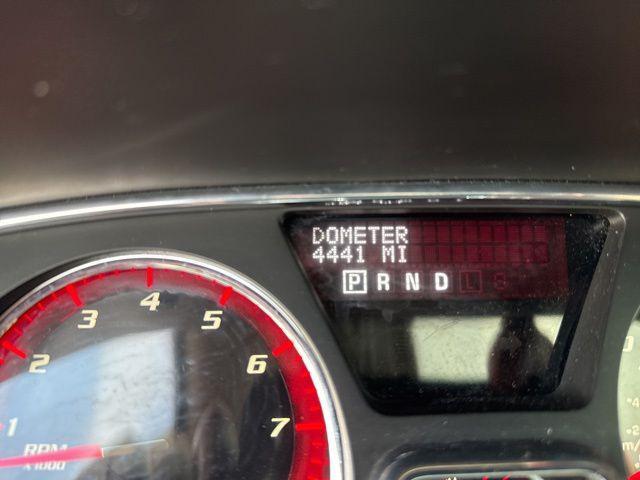 DOMETER
4441 MI
P R N D L
1 2 3 4 5 6 7
RPM
X1000